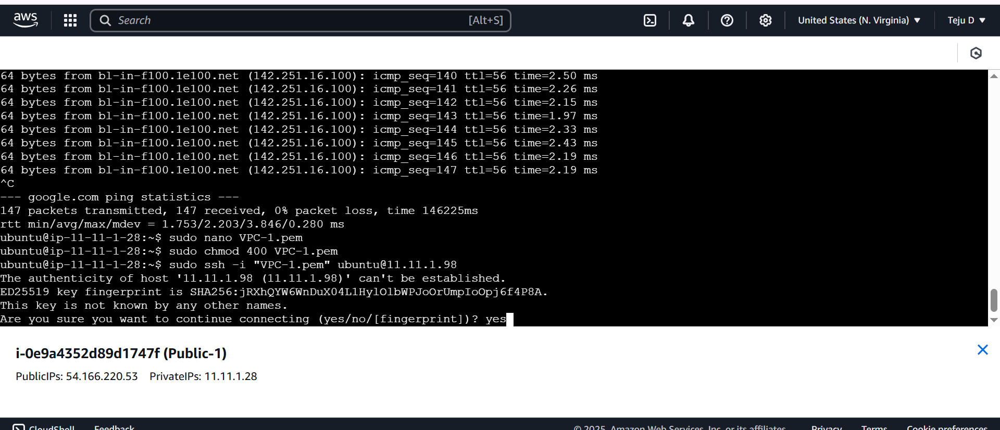 aws
Search [Alt+S]
United States (N. Virginia) Teju D
64 bytes from bl-in-f100.1e100.net (142.251.16.100): icmp_seq=140 ttl=56 time=2.50 ms
64 bytes from bl-in-f100.1e100.net (142.251.16.100): icmp_seq=141 ttl=56 time=2.26 ms
64 bytes from bl-in-f100.1e100.net (142.251.16.100): icmp_seq=142 ttl=56 time=2.15 ms
64 bytes from bl-in-f100.1e100.net (142.251.16.100): icmp_seq=143 ttl=56 time=1.97 ms
64 bytes from bl-in-f100.1e100.net (142.251.16.100): icmp_seq=144 ttl=56 time=2.33 ms
64 bytes from bl-in-f100.1e100.net (142.251.16.100): icmp_seq=145 ttl=56 time=2.43 ms
64 bytes from bl-in-f100.1e100.net (142.251.16.100): icmp_seq=146 ttl=56 time=2.19 ms
64 bytes from bl-in-f100.1e100.net (142.251.16.100): icmp_seq=147 ttl=56 time=2.19 ms
^C
--- google.com ping statistics ---
147 packets transmitted, 147 received, 0% packet loss, time 146225ms
rtt min/avg/max/mdev = 1.753/2.203/3.846/0.280 ms
ubuntu@ip-11-11-1-28:~$ sudo nano VPC-1.pem
ubuntu@ip-11-11-1-28:~$ sudo chmod 400 VPC-1.pem
ubuntu@ip-11-11-1-28:~$ sudo ssh -i "VPC-1.pem" ubuntu@11.11.1.98
The authenticity of host '11.11.1.98 (11.11.1.98)' can't be established.
ED25519 key fingerprint is SHA256:jRXhQYW6WnDuX04L1HylOlbWPJoOrUmpIoOpj6f4P8A.
This key is not known by any other names.
Are you sure you want to continue connecting (yes/no/[fingerprint])? yes
i-0e9a4352d89d1747f (Public-1)
PublicIPs: 54.166.220.53 PrivateIPs: 11.11.1.28
CloudShell Feedback © 2025, Amazon Web Services, Inc. or its affiliates. Privacy Terms Cookie preferences